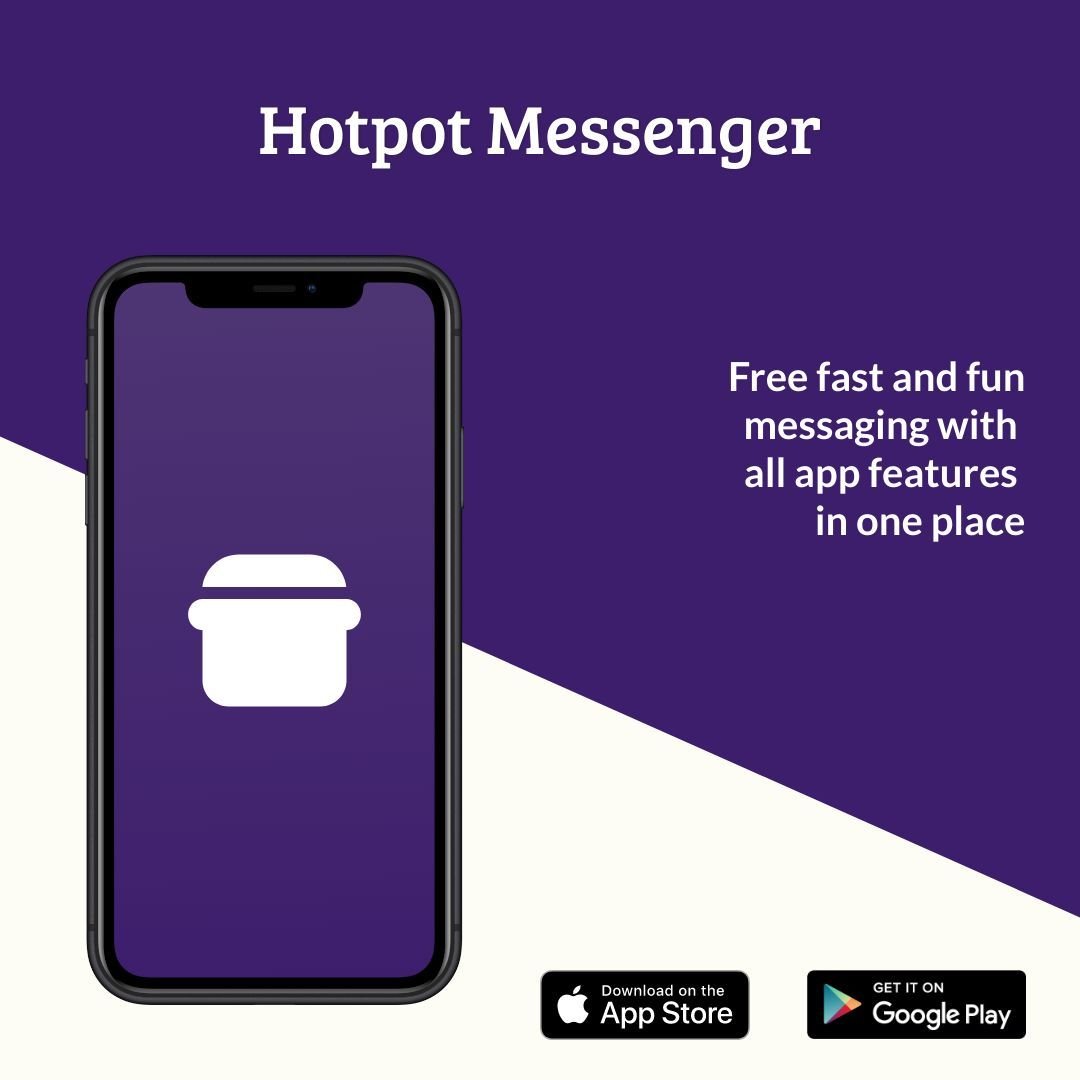 Hotpot Messenger
Free fast and fun
messaging with
all app features
in one place
Download on the
App Store
GET IT ON
Google Play